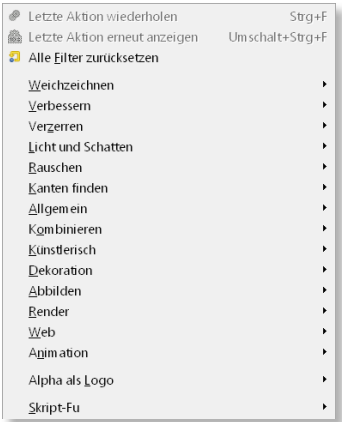 Letzte Aktion wiederholen Strg+F
Letzte Aktion erneut anzeigen Umschalt+Strg+F
Alle Filter zurücksetzen
Weichzeichnen
Verbessern
Verzerren
Licht und Schatten
Rauschen
Kanten finden
Allgemein
Kombinieren
Künstlerisch
Dekoration
Abbilden
Render
Web
Animation
Alpha als Logo
Skript-Fu